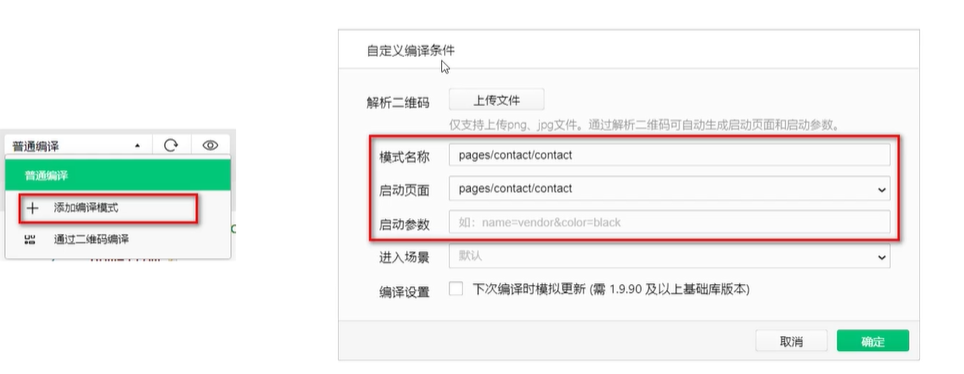 普通编译
普通编译
添加编译模式
通过二维码编译
自定义编译条件
解析二维码 上传文件
仅支持上传png、jpg文件。通过解析二维码可自动生成启动页面和启动参数。
模式名称 pages/contact/contact
启动页面 pages/contact/contact
启动参数 如：name=vendor&color=black
进入场景 默认
编译设置 下次编译时模拟更新 (需 1.9.90 及以上基础库版本)
取消 确定